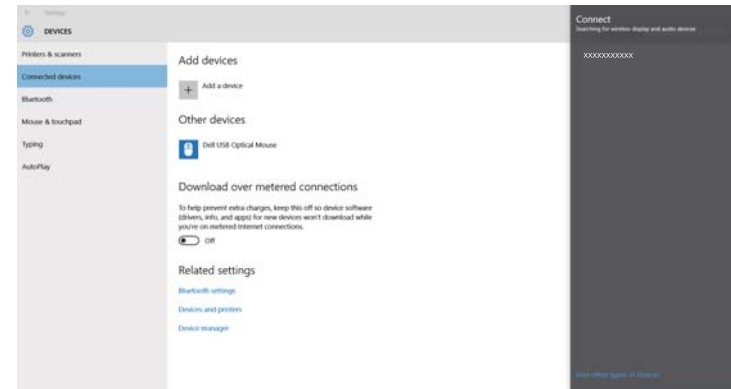 Settings
DEVICES
Printers & scanners
Connected devices
Bluetooth
Mouse & touchpad
Typing
AutoPlay
Add devices
Add a device
Other devices
Dell USB Optical Mouse
Download over metered connections
To help prevent extra charges, keep this off so device software
(drivers, info, and apps) for new devices won't download while
you're on metered Internet connections.
Off
Related settings
Bluetooth settings
Devices and printers
Device manager
Connect
Searching for wireless display and audio devices
xxxxxxxxxxx
Find other types of devices